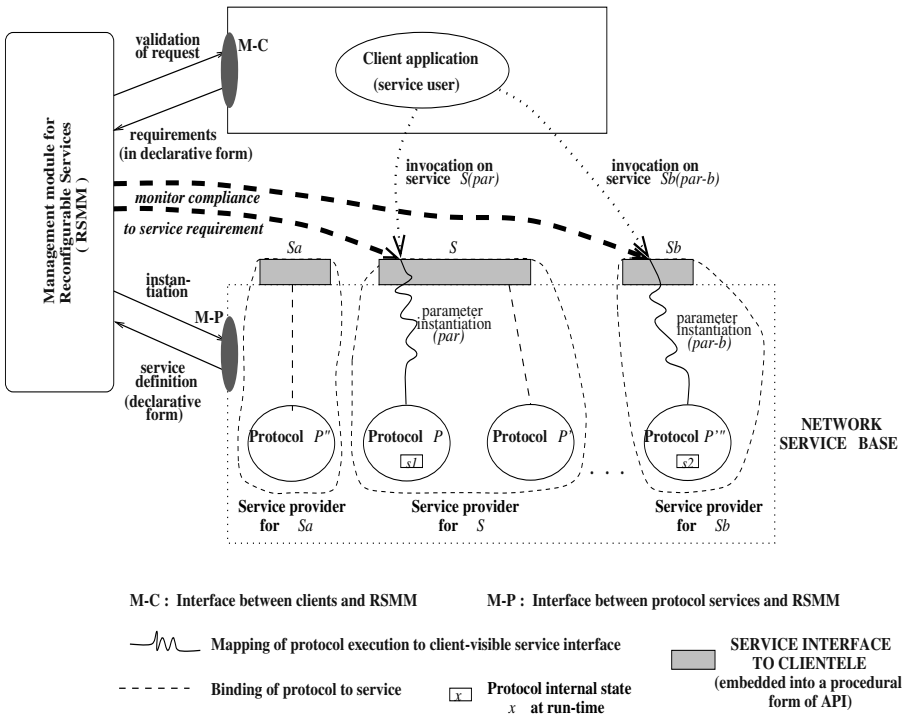 validation
of request
M-C
Client application
(service user)
Management module for
Reconfigurable Services
( RSMM )
requirements
(in declarative form)
invocation on
service S(par)
invocation on
service Sb(par-b)
monitor compliance
to service requirement
Sa
S
Sb
instan-
tiation
M-P
parameter
instantiation
(par)
parameter
instantiation
(par-b)
service
definition
(declarative
form)
Protocol P"
Protocol P
s1
Protocol P'
. . .
Protocol P'"
s2
NETWORK
SERVICE BASE
Service provider
for Sa
Service provider
for S
Service provider
for Sb
M-C : Interface between clients and RSMM
M-P : Interface between protocol services and RSMM
Mapping of protocol execution to client-visible service interface
SERVICE INTERFACE
TO CLIENTELE
(embedded into a procedural
form of API)
Binding of protocol to service
x
Protocol internal state
x at run-time